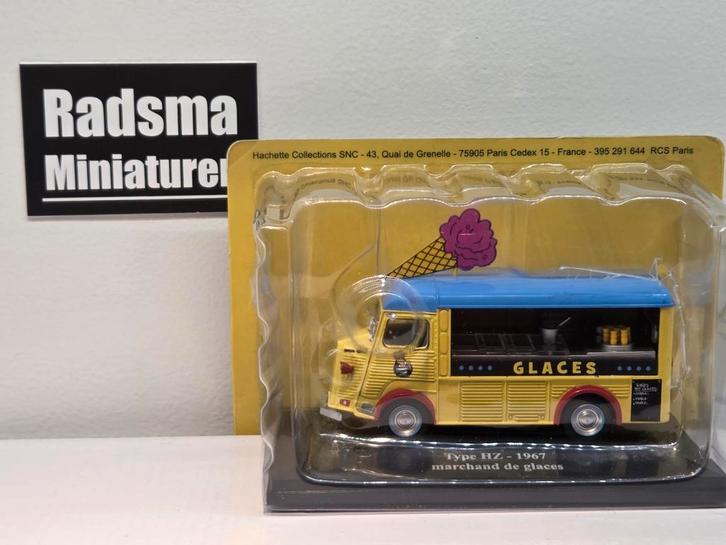 Radsma
Miniaturen
Hachette Collections SNC - 43, Quai de Grenelle - 75905 Paris Cedex 15 - France - 395 291 644 RCS Paris
GLACES
Type HZ - 1967
marchand de glaces